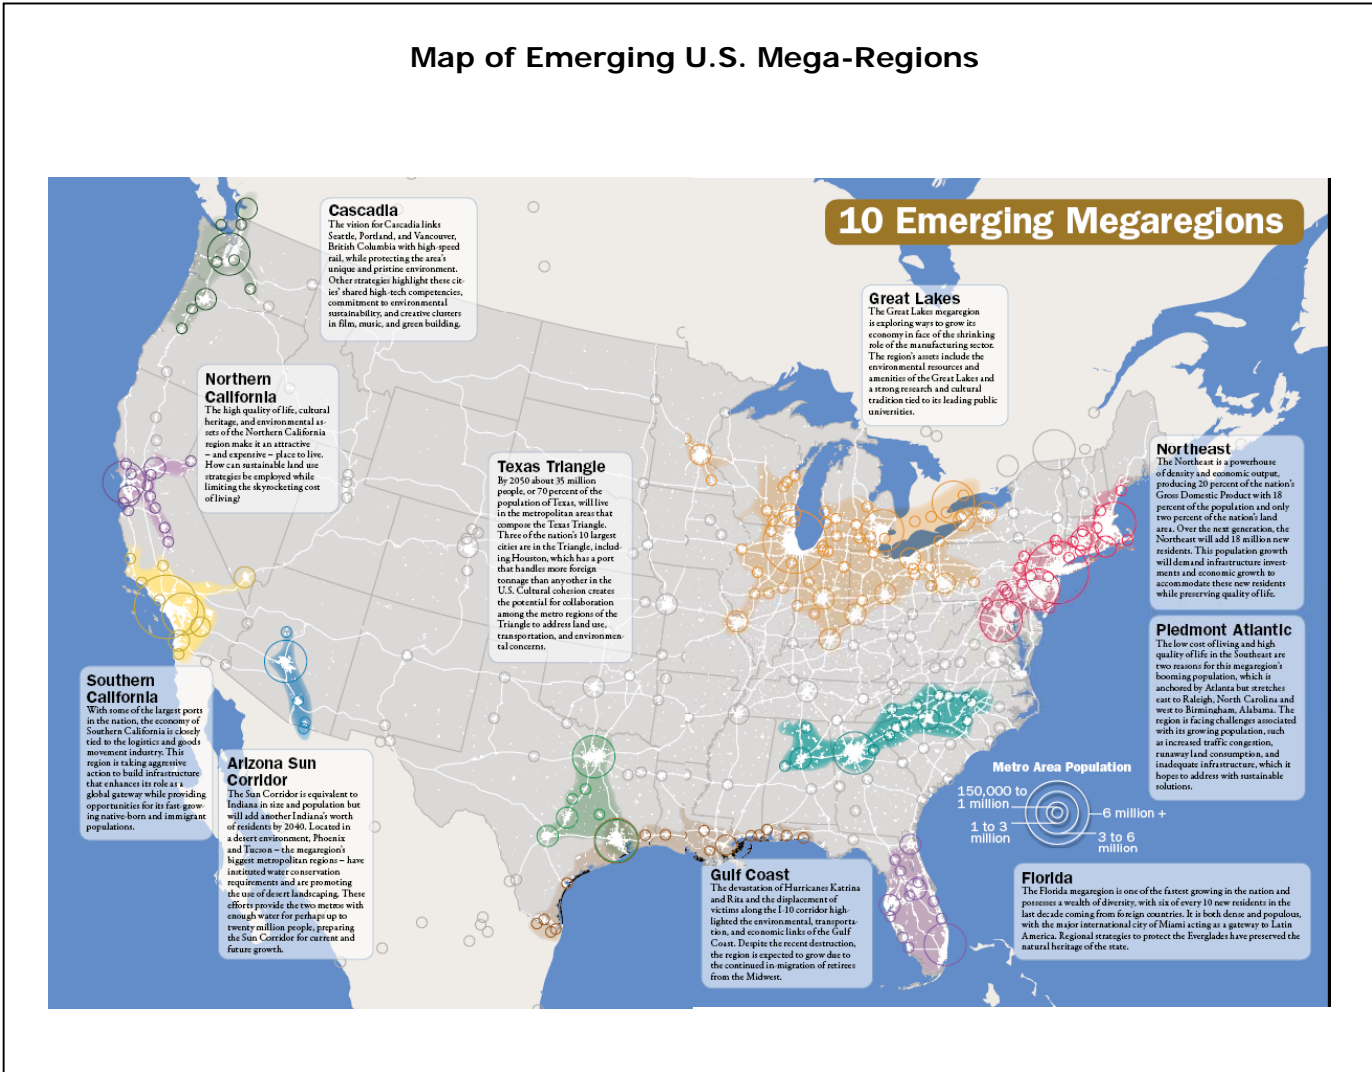 Map of Emerging U.S. Mega-Regions
10 Emerging Megaregions
Cascadia
The vision for Cascadia links
Seattle, Portland, and Vancouver,
British Columbia with high-speed
rail, while protecting the area's
unique and pristine environment.
Other strategies highlight these cit-
ies' shared high-tech competencies,
commitment to environmental
sustainability, and creative clusters
in film, music, and green building.
Great Lakes
The Great Lakes megaregion
is exploring ways to grow its
economy in face of the shrinking
role of the manufacturing sector.
The region's assets include the
environmental resources and
amenities of the Great Lakes and
a strong research and cultural
tradition tied to its leading public
universities.
Northern
California
The high quality of life, cultural
heritage, and environmental as-
sets of the Northern California
region make it an attractive
– and expensive – place to live.
How can sustainable land use
strategies be employed while
limiting the skyrocketing cost
of living?
Texas Triangle
By 2050 about 35 million
people, or 70 percent of the
population of Texas, will live
in the metropolitan areas that
compose the Texas Triangle.
Three of the nation's 10 largest
cities are in the Triangle, includ-
ing Houston, which has a port
that handles more foreign
tonnage than any other in the
U.S. Cultural cohesion creates
the potential for collaboration
among the metro regions of the
Triangle to address land use,
transportation, and environmen-
tal concerns.
Northeast
The Northeast is a powerhouse
of density and economic output,
producing 20 percent of the nation's
Gross Domestic Product with 18
percent of the population and only
two percent of the nation's land
area. Over the next generation, the
Northeast will add 18 million new
residents. This population growth
will demand infrastructure invest-
ments and economic growth to
accommodate these new residents
while preserving quality of life.
Piedmont Atlantic
The low cost of living and high
quality of life in the Southeast are
two reasons for this megaregion's
booming population, which is
anchored by Atlanta but stretches
east to Raleigh, North Carolina and
west to Birmingham, Alabama. The
region is facing challenges associated
with its growing population, such
as increased traffic congestion,
runaway land consumption, and
inadequate infrastructure, which it
hopes to address with sustainable
solutions.
Southern
California
With some of the largest ports
in the nation, the economy of
Southern California is closely
tied to the logistics and goods
movement industry. This
region is taking aggressive
action to build infrastructure
that enhances its role as a
global gateway while providing
opportunities for its fast-grow-
ing native-born and immigrant
populations.
Arizona Sun
Corridor
The Sun Corridor is equivalent to
Indiana in size and population but
will add another Indiana's worth
of residents by 2040. Located in
a desert environment, Phoenix
and Tucson – the megaregion's
biggest metropolitan regions – have
instituted water conservation
requirements and are promoting
the use of desert landscaping. These
efforts provide the two metros with
enough water for perhaps up to
twenty million people, preparing
the Sun Corridor for current and
future growth.
Metro Area Population
150,000 to
1 million
1 to 3
million
6 million +
3 to 6
million
Gulf Coast
The devastation of Hurricanes Katrina
and Rita and the displacement of
victims along the I-10 corridor high-
lighted the environmental, transporta-
tion, and economic links of the Gulf
Coast. Despite the recent destruction,
the region is expected to grow due to
the continued in-migration of retirees
from the Midwest.
Florida
The Florida megaregion is one of the fastest growing in the nation and
possesses a wealth of diversity, with six of every 10 new residents in the
last decade coming from foreign countries. It is both dense and populous,
with the major international city of Miami acting as a gateway to Latin
America. Regional strategies to protect the Everglades have preserved the
natural heritage of the state.